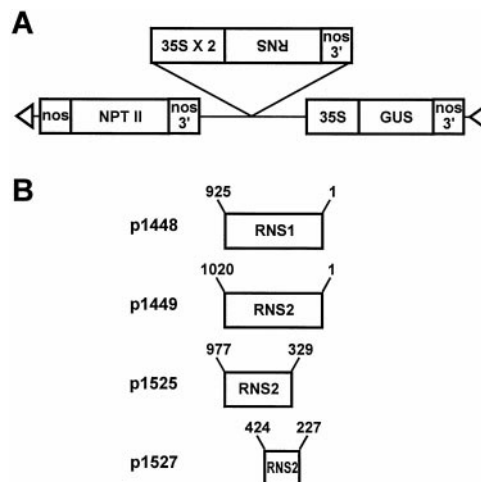 A
35S X 2 RNS nos 3'
nos NPT II nos 3' 35S GUS nos 3'
B
925 1
p1448 RNS1
1020 1
p1449 RNS2
977 329
p1525 RNS2
424 227
p1527 RNS2